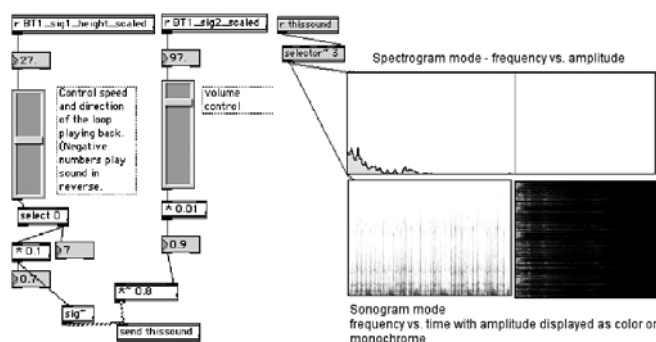 r BT1_sig1_height_scaled
27.
Control speed
and direction
of the loop
playing back.
(Negative
numbers play
sound in
reverse.
select 0
* 0.1
7
0.7
sig~
r BT1_sig2_scaled
97.
volume
control
* 0.01
0.9
*~ 0.8
send thissound
r thissound
selector~ 3
Spectrogram mode - frequency vs. amplitude
Sonogram mode
frequency vs. time with amplitude displayed as color or
monochrome